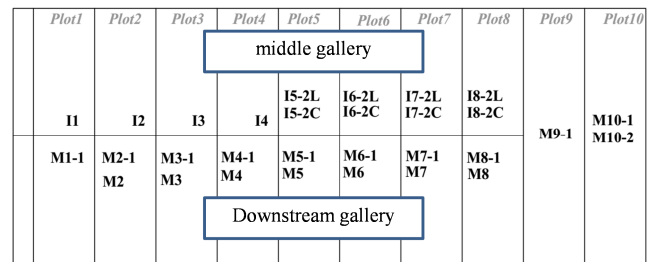 Plot1 Plot2 Plot3 Plot4 Plot5 Plot6 Plot7 Plot8 Plot9 Plot10
middle gallery
I5-2L I6-2L I7-2L I8-2L
I1 I2 I3 I4 I5-2C I6-2C I7-2C I8-2C M10-1
M9-1 M10-2
M1-1 M2-1 M3-1 M4-1 M5-1 M6-1 M7-1 M8-1
M2 M3 M4 M5 M6 M7 M8
Downstream gallery